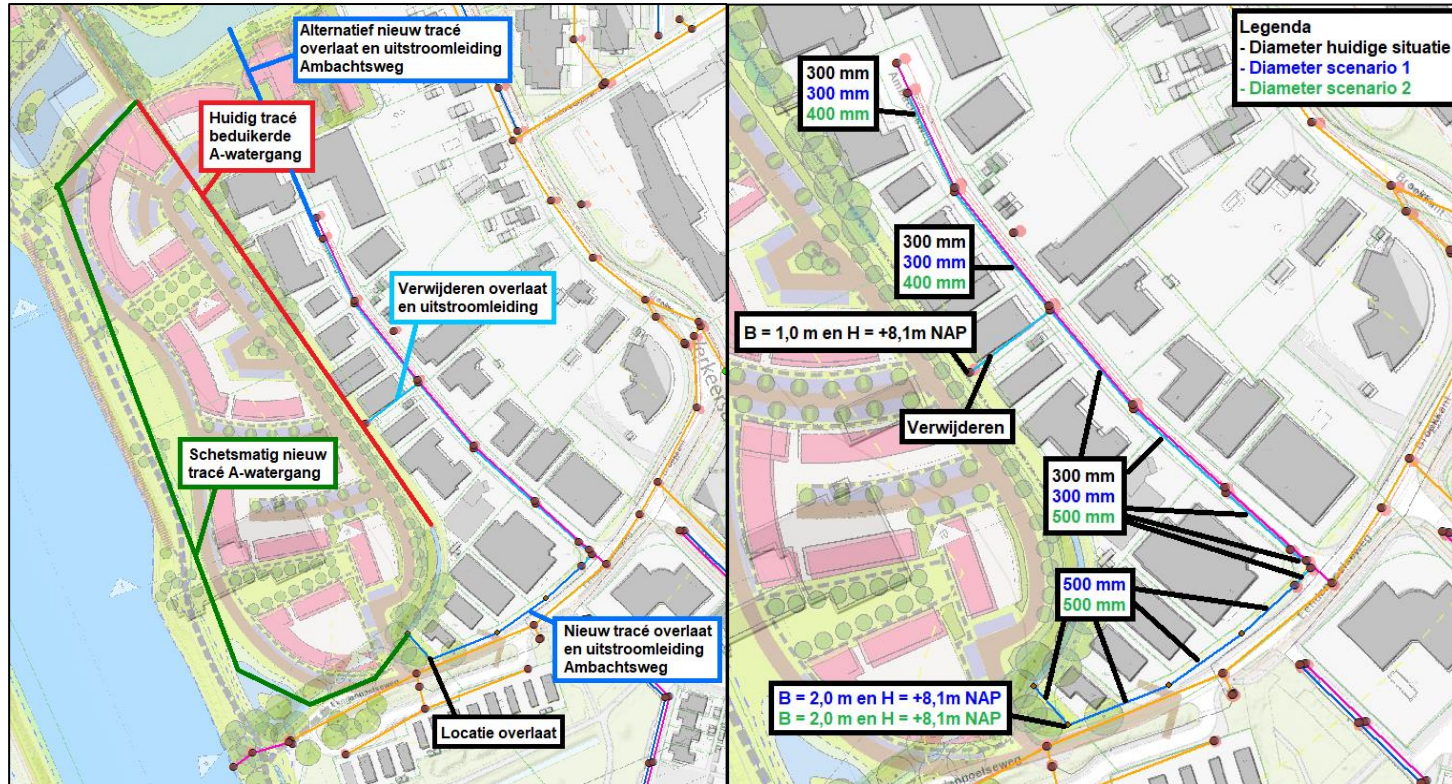 Alternatief nieuw tracé
overlaat en uitstroomleiding
Ambachtsweg
Huidig tracé
beduikerde
A-watergang
Verwijderen overlaat
en uitstroomleiding
Schetsmatig nieuw
tracé A-watergang
Nieuw tracé overlaat
en uitstroomleiding
Ambachtsweg
Locatie overlaat
Legenda
- Diameter huidige situatie
- Diameter scenario 1
- Diameter scenario 2
300 mm
300 mm
400 mm
300 mm
300 mm
400 mm
B = 1,0 m en H = +8,1m NAP
Verwijderen
300 mm
300 mm
500 mm
500 mm
500 mm
B = 2,0 m en H = +8,1m NAP
B = 2,0 m en H = +8,1m NAP